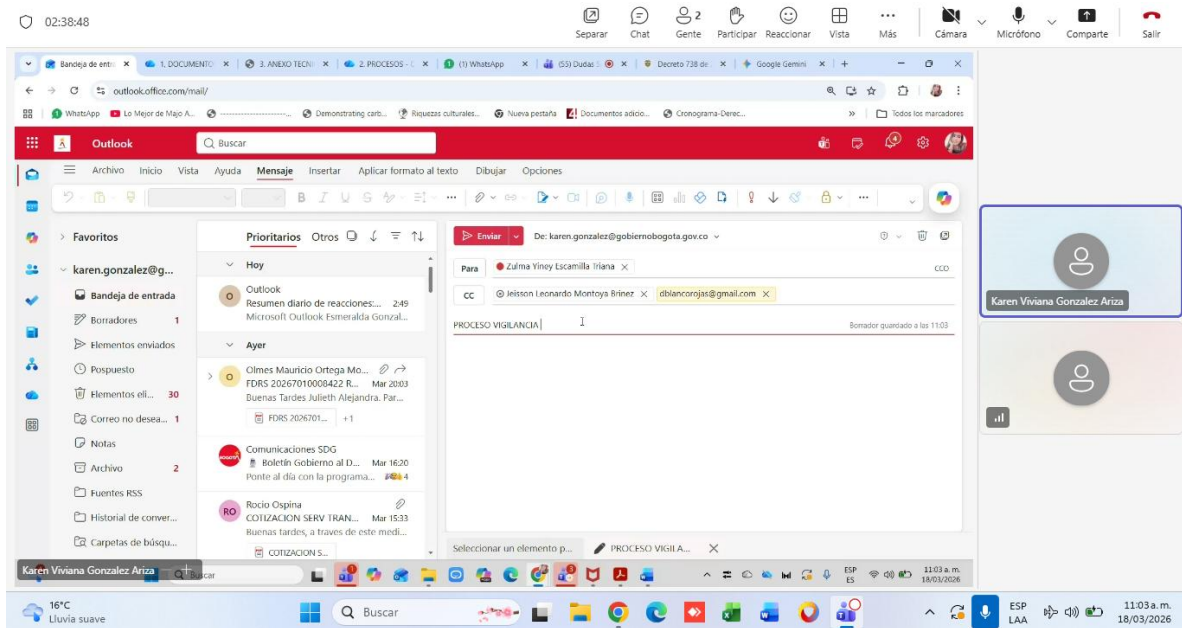 02:38:48
Separar Chat Gente 2 Participar Reaccionar Vista Más Cámara Micrófono Comparte Salir
Bandeja de entr 1. DOCUMENTO 3. ANEXO TECNI 2. PROCESOS - (1) WhatsApp (55) Dudas Decreto 738 de Google Gemini
outlook.office.com/mail/
WhatsApp Lo Mejor de Majo A... Demonstrating carb... Riquezas culturales... Nueva pestaña Documentos adicio... Cronograma-Derec... Todos los marcadores
Outlook Buscar 4
Archivo Inicio Vista Ayuda Mensaje Insertar Aplicar formato al texto Dibujar Opciones
Favoritos
karen.gonzalez@g...
Bandeja de entrada
Borradores 1
Elementos enviados
Pospuesto
Elementos eli... 30
Correo no desea... 1
Notas
Archivo 2
Fuentes RSS
Historial de conver...
Carpetas de búsqu...
Prioritarios Otros
Hoy
O
Outlook
Resumen diario de reacciones:... 2:49
Microsoft Outlook Esmeralda Gonzal...
Ayer
O
Olmes Mauricio Ortega Mo...
FDRS 20267010008422 R... Mar 20:03
Buenas Tardes Julieth Alejandra. Par...
FDRS 2026701... +1
Comunicaciones SDG
Boletín Gobierno al D... Mar 16:20
Ponte al día con la programa... 4
RO
Rocio Ospina
COTIZACION SERV TRAN... Mar 15:33
Buenas tardes, a traves de este medi...
COTIZACION S...
Enviar De: karen.gonzalez@gobiernobogota.gov.co
Para Zulma Yinoy Escamilla Triana CCO
CC Jeisson Leonardo Montoya Brinez dblancorojas@gmail.com
PROCESO VIGILANCIA Borrador guardado a las 11:03
Seleccionar un elemento p... PROCESO VIGILA...
Karen Viviana Gonzalez Ariza
Karen Viviana Gonzalez Ariza
ESP ES 11:03 a. m. 18/03/2026
16°C
Lluvia suave
Buscar
ESP LAA 11:03 a. m. 18/03/2026